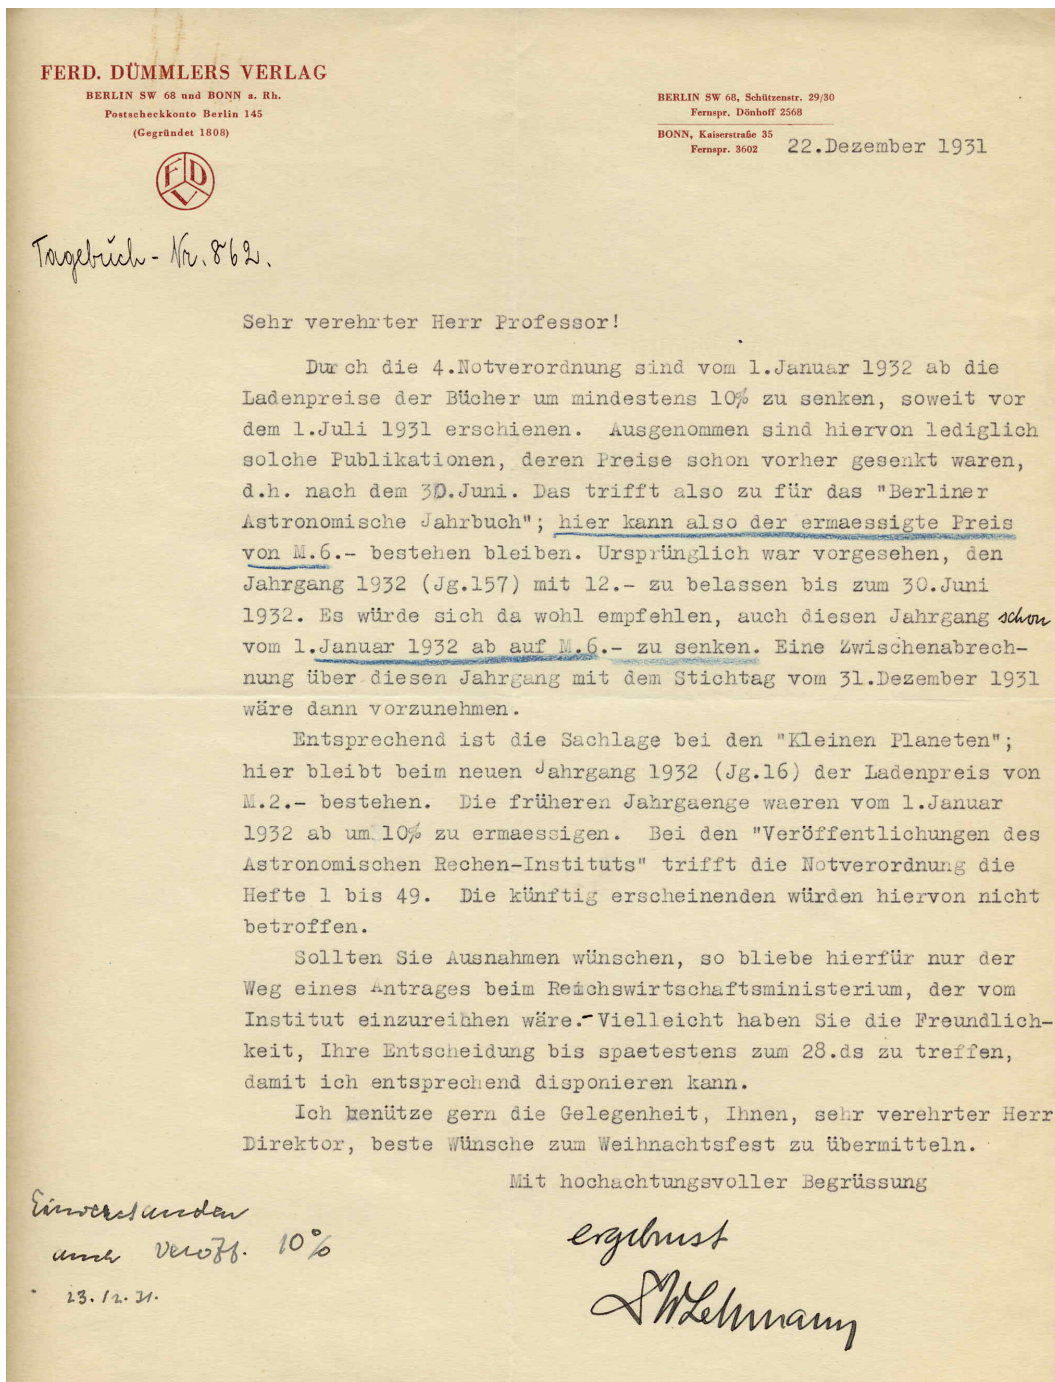 FERD. DÜMMLERS VERLAG
BERLIN SW 68 und BONN a. Rh.
Postscheckkonto Berlin 145
(Gegründet 1808)
FDV
BERLIN SW 68, Schützenstr. 29/30
Fernspr. Dönhoff 2568
BONN, Kaiserstraße 35
Fernspr. 3602
22.Dezember 1931
Tagebuch - Nr. 862.
Sehr verehrter Herr Professor!
Durch die 4.Notverordnung sind vom 1.Januar 1932 ab die
Ladenpreise der Bücher um mindestens 10% zu senken, soweit vor
dem 1.Juli 1931 erschienen. Ausgenommen sind hiervon lediglich
solche Publikationen, deren Preise schon vorher gesenkt waren,
d.h. nach dem 30.Juni. Das trifft also zu für das "Berliner
Astronomische Jahrbuch"; hier kann also der ermaessigte Preis
von M.6.- bestehen bleiben. Ursprünglich war vorgesehen, den
Jahrgang 1932 (Jg.157) mit 12.- zu belassen bis zum 30.Juni
1932. Es würde sich da wohl empfehlen, auch diesen Jahrgang schon
vom 1.Januar 1932 ab auf M.6.- zu senken. Eine Zwischenabrech-
nung über diesen Jahrgang mit dem Stichtag vom 31.Dezember 1931
wäre dann vorzunehmen.
Entsprechend ist die Sachlage bei den "Kleinen Planeten";
hier bleibt beim neuen Jahrgang 1932 (Jg.16) der Ladenpreis von
M.2.- bestehen. Die früheren Jahrgaenge waeren vom 1.Januar
1932 ab um 10% zu ermaessigen. Bei den "Veröffentlichungen des
Astronomischen Rechen-Instituts" trifft die Notverordnung die
Hefte 1 bis 49. Die künftig erscheinenden würden hiervon nicht
betroffen.
Sollten Sie Ausnahmen wünschen, so bliebe hierfür nur der
Weg eines Antrages beim Reichswirtschaftsministerium, der vom
Institut einzureihhen wäre.- Vielleicht haben Sie die Freundlich-
keit, Ihre Entscheidung bis spaetestens zum 28.ds zu treffen,
damit ich entsprechend disponieren kann.
Ich benütze gern die Gelegenheit, Ihnen, sehr verehrter Herr
Direktor, beste Wünsche zum Weihnachtsfest zu übermitteln.
Mit hochachtungsvoller Begrüssung
ergebenst
Lehmann
Einverstanden
auch Veröff. 10%
23.12.31.